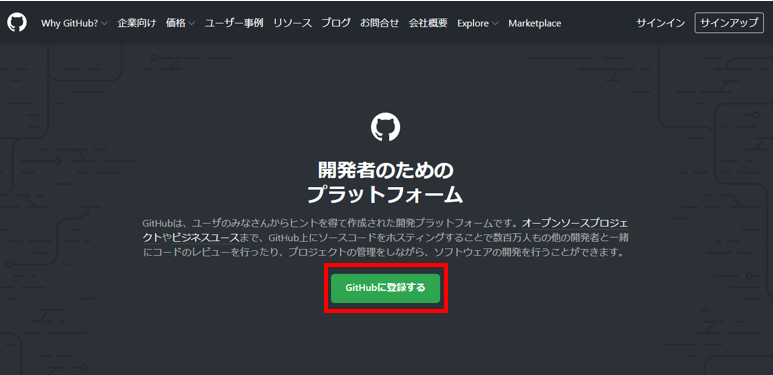 Why GitHub? 企業向け 価格 ユーザー事例 リソース ブログ お問合せ 会社概要 Explore Marketplace サインイン サインアップ
開発者のための
プラットフォーム
GitHubは、ユーザのみなさんからヒントを得て作成された開発プラットフォームです。オープンソースプロジェ
クトやビジネスユースまで、GitHub上にソースコードをホスティングすることで数百万人もの他の開発者と一緒
にコードのレビューを行ったり、プロジェクトの管理をしながら、ソフトウェアの開発を行うことができます。
GitHubに登録する